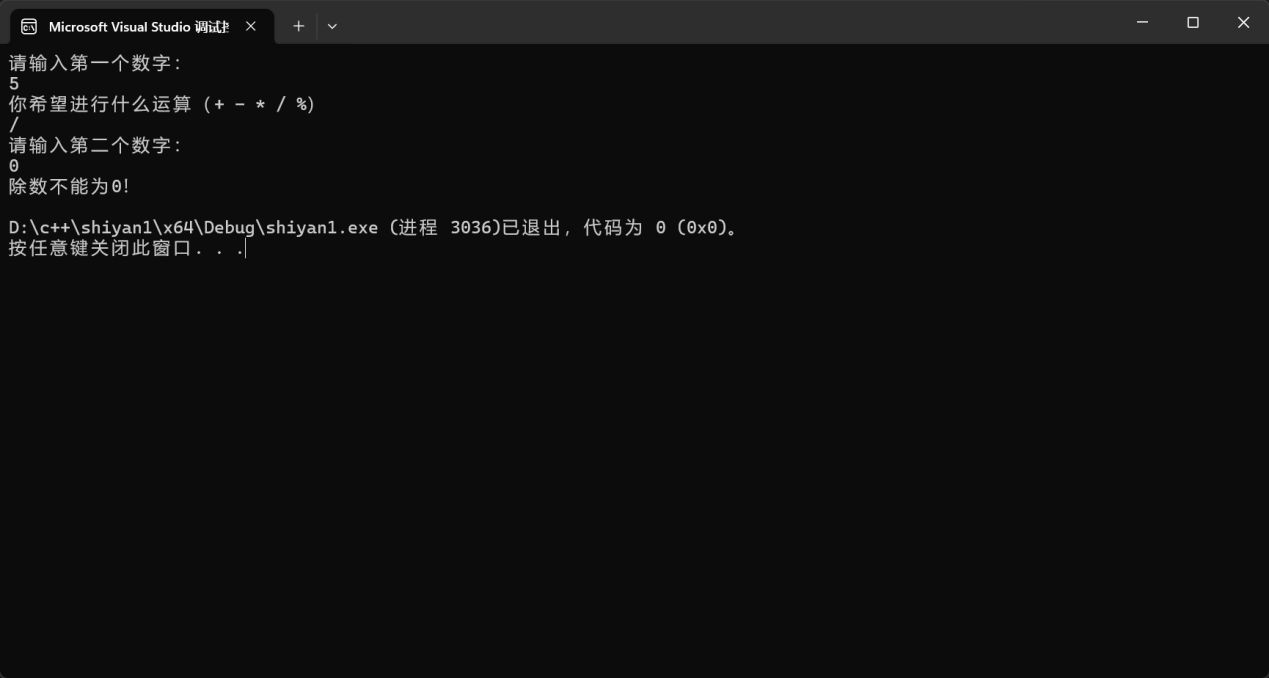 Microsoft Visual Studio 调试
请输入第一个数字：
5
你希望进行什么运算（+ - * / %）
/
请输入第二个数字：
0
除数不能为0！
D:\c++\shiyan1\x64\Debug\shiyan1.exe (进程 3036)已退出，代码为 0 (0x0)。
按任意键关闭此窗口. . .